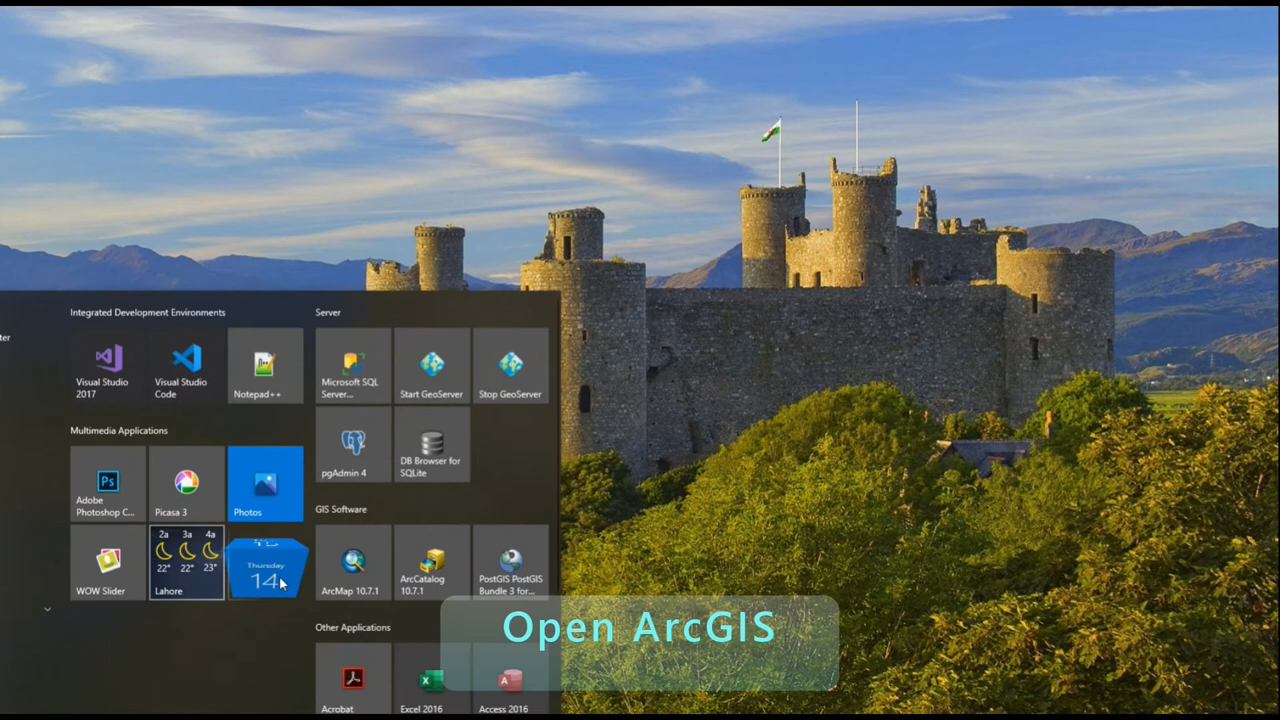 Integrated Development Environments
Server
ter
Visual Studio
2017
Visual Studio
Code
Notepad++
Microsoft SQL
Server...
Start GeoServer
Stop GeoServer
Multimedia Applications
pgAdmin 4
DB Browser for
SQLite
Ps
Adobe
Photoshop C...
Picasa 3
Photos
GIS Software
2a 3a 4a
22° 22° 23°
Lahore
Thursday
14
WOW Slider
ArcMap 10.7.1
ArcCatalog
10.7.1
PostGIS PostGIS
Bundle 3 for...
Other Applications
Open ArcGIS
Acrobat
X
Excel 2016
A
Access 2016